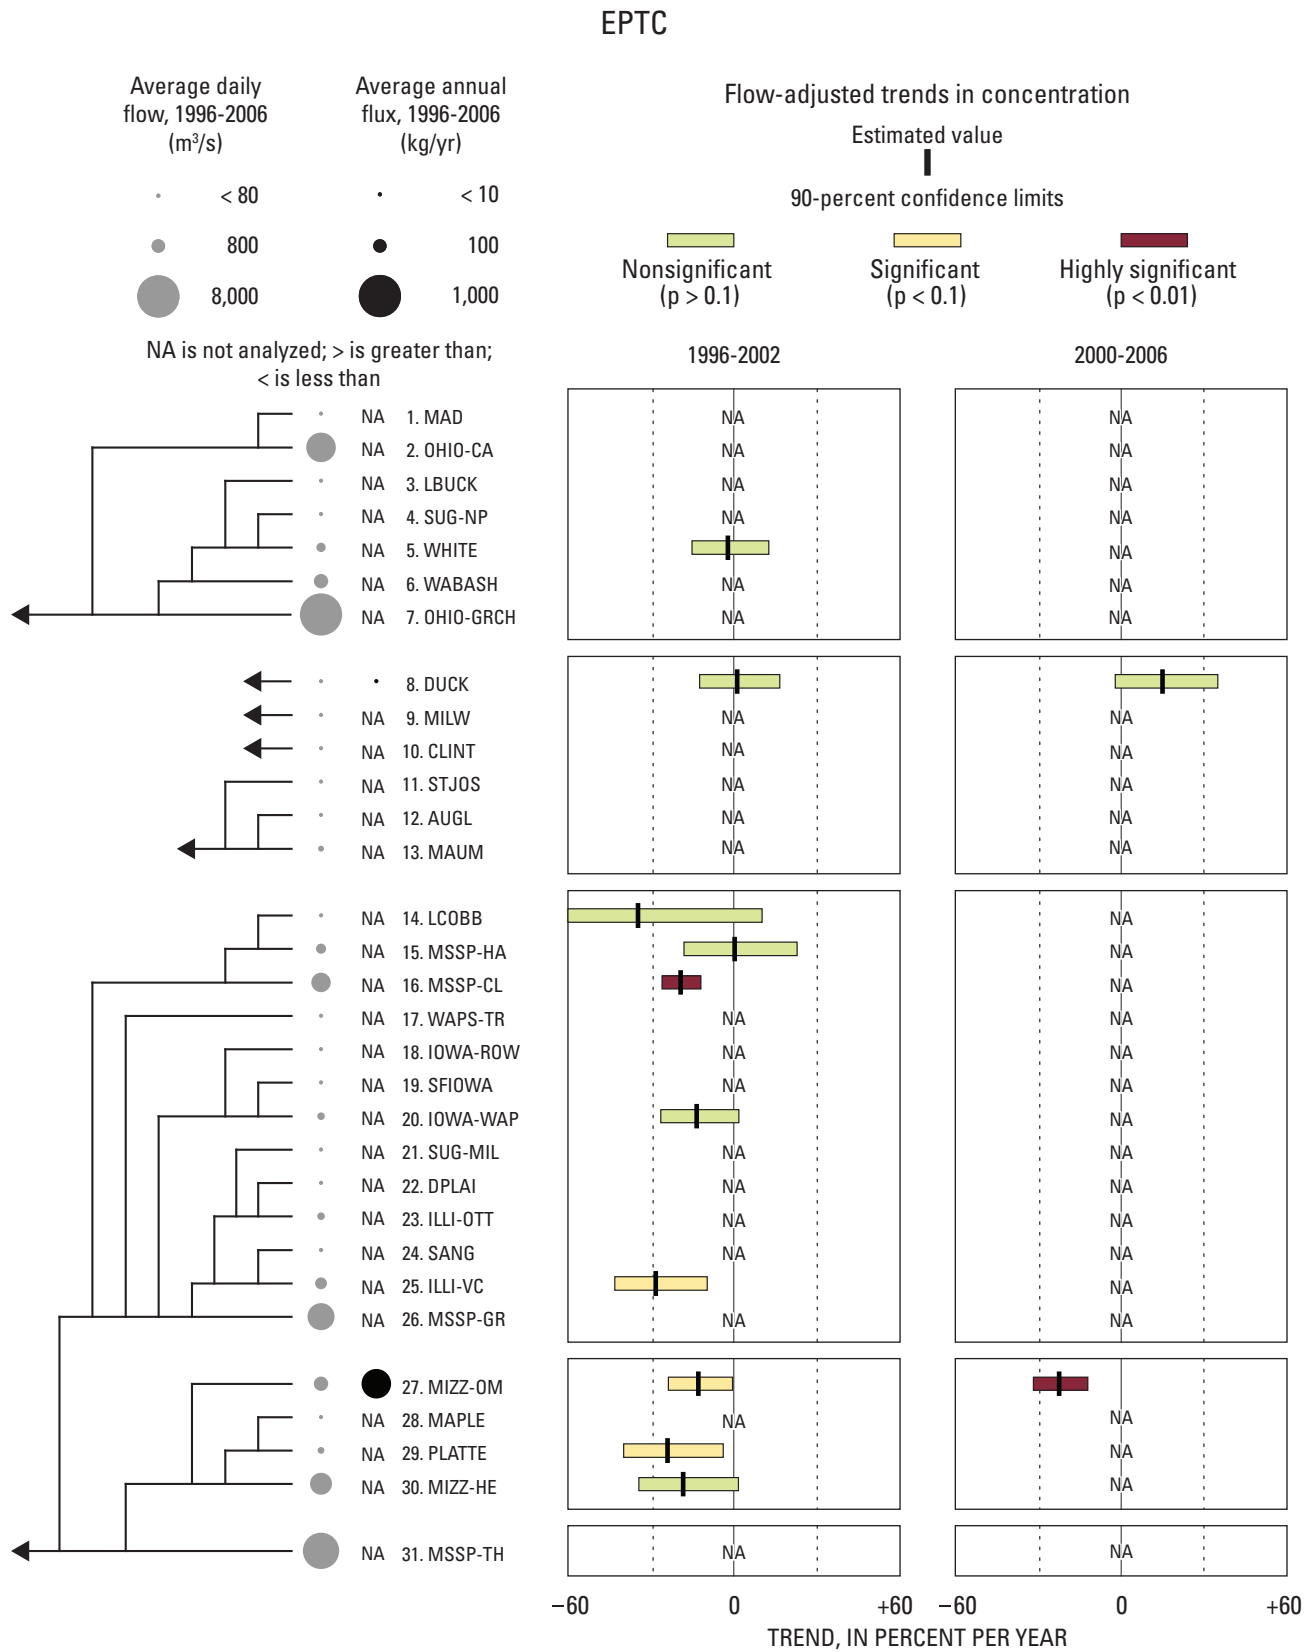 EPTC
Average daily
flow, 1996-2006
(m³/s)
< 80
800
8,000
Average annual
flux, 1996-2006
(kg/yr)
< 10
100
1,000
NA is not analyzed; > is greater than;
< is less than
Flow-adjusted trends in concentration
Estimated value
90-percent confidence limits
Nonsignificant
(p > 0.1)
Significant
(p < 0.1)
Highly significant
(p < 0.01)
1996-2002
2000-2006
NA 1. MAD NA NA
NA 2. OHIO-CA NA NA
NA 3. LBUCK NA NA
NA 4. SUG-NP NA NA
NA 5. WHITE NA
NA 6. WABASH NA NA
NA 7. OHIO-GRCH NA NA
8. DUCK
NA 9. MILW NA NA
NA 10. CLINT NA NA
NA 11. STJOS NA NA
NA 12. AUGL NA NA
NA 13. MAUM NA NA
NA 14. LCOBB NA
NA 15. MSSP-HA NA
NA 16. MSSP-CL NA
NA 17. WAPS-TR NA NA
NA 18. IOWA-ROW NA NA
NA 19. SFIOWA NA NA
NA 20. IOWA-WAP NA
NA 21. SUG-MIL NA NA
NA 22. DPLAI NA NA
NA 23. ILLI-OTT NA NA
NA 24. SANG NA NA
NA 25. ILLI-VC NA
NA 26. MSSP-GR NA NA
27. MIZZ-OM
NA 28. MAPLE NA NA
NA 29. PLATTE NA
NA 30. MIZZ-HE NA
NA 31. MSSP-TH NA NA
−60 0 +60 −60 0 +60
TREND, IN PERCENT PER YEAR